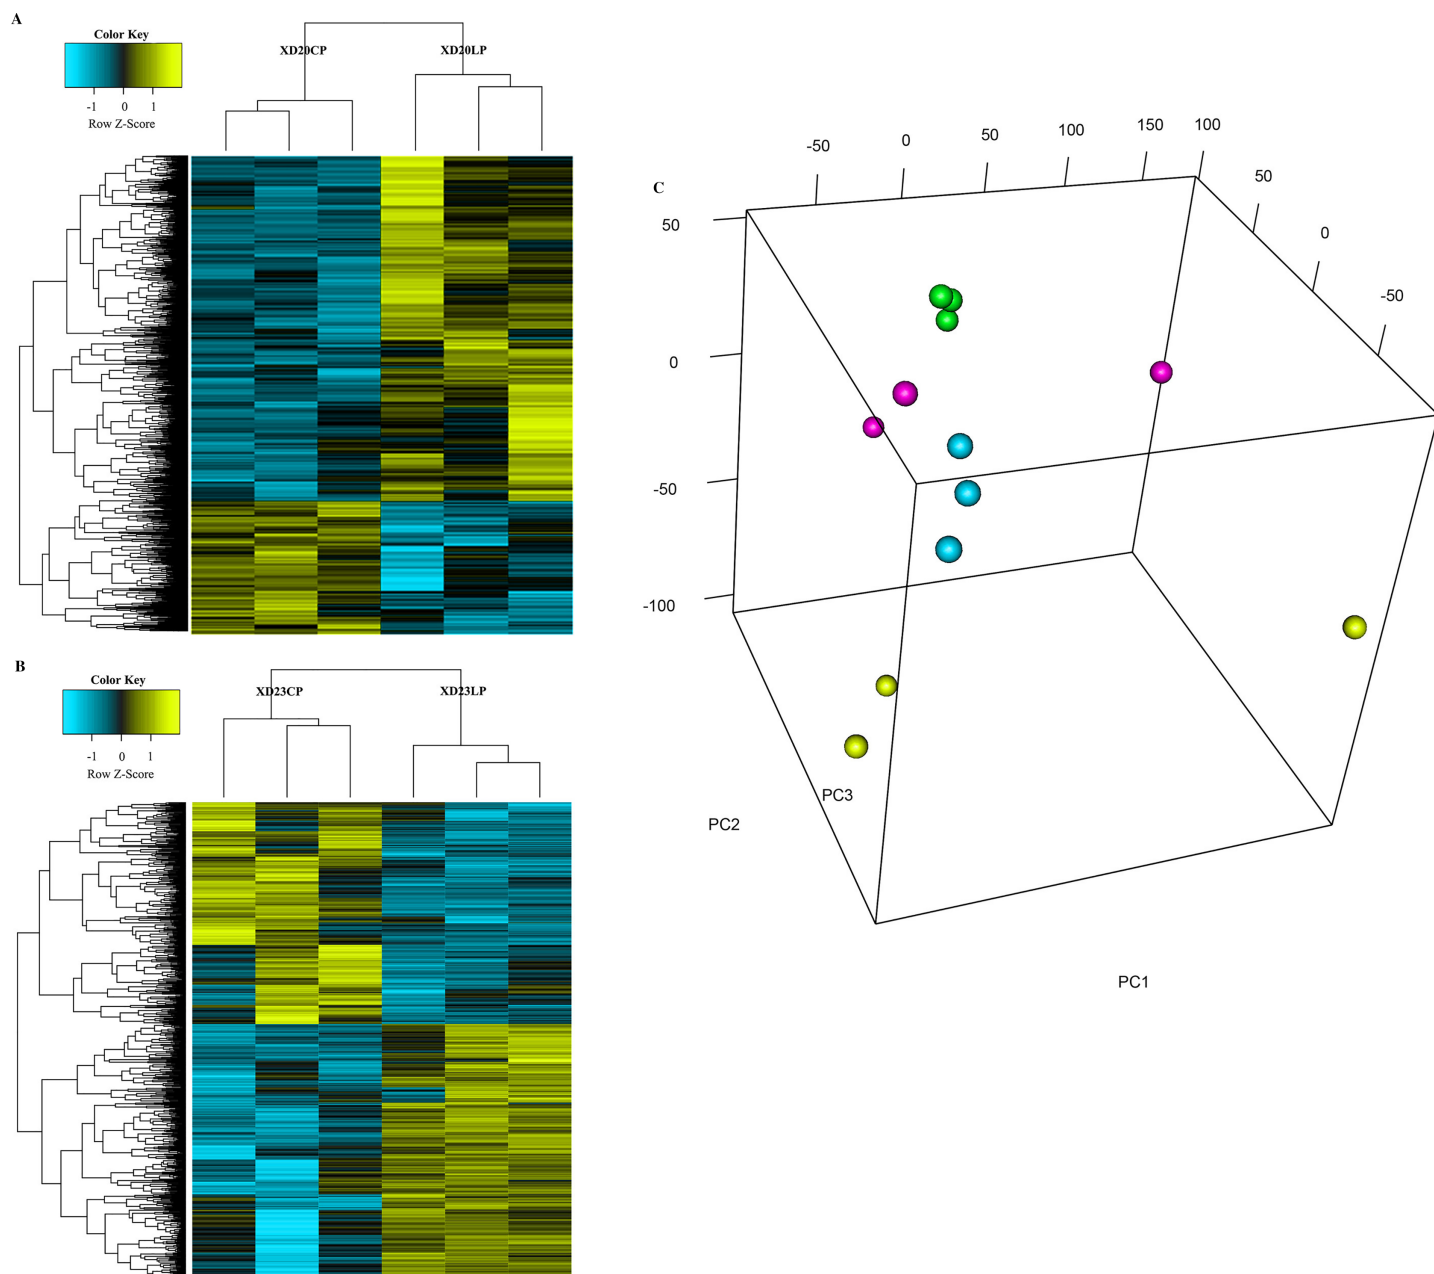 A
Color Key
-1 0 1
Row Z-Score
XD20CP XD20LP
B
Color Key
-1 0 1
Row Z-Score
XD23CP XD23LP
C
-50 0 50 100 150 100
50
0
-50
50
0
-50
-100
PC3
PC2
PC1